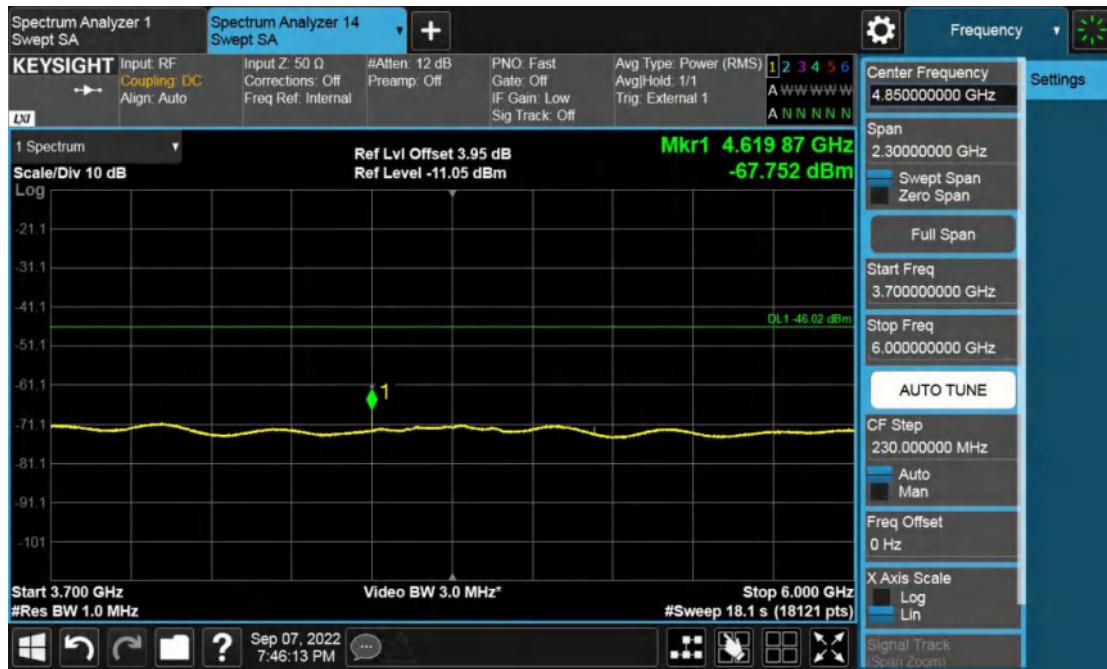 Spectrum Analyzer 1
Swept SA
Spectrum Analyzer 14
Swept SA
Frequency
KEYSIGHT
LXI
Input: RF
Coupling: DC
Align: Auto
Input Z: 50 Ω
Corrections: Off
Freq Ref: Internal
#Atten: 12 dB
Preamp: Off
PNO: Fast
Gate: Off
IF Gain: Low
Sig Track: Off
Avg Type: Power (RMS)
Avg|Hold: 1/1
Trig: External 1
1 2 3 4 5 6
A W W W W W
A N N N N N
1 Spectrum
Scale/Div 10 dB
Log
Ref Lvl Offset 3.95 dB
Ref Level -11.05 dBm
Mkr1 4.619 87 GHz
-67.752 dBm
-21.1
-31.1
-41.1
DL1 -46.02 dBm
-51.1
-61.1
1
-71.1
-81.1
-91.1
-101
Start 3.700 GHz
#Res BW 1.0 MHz
Video BW 3.0 MHz*
Stop 6.000 GHz
#Sweep 18.1 s (18121 pts)
Sep 07, 2022
7:46:13 PM
Center Frequency
4.850000000 GHz
Settings
Span
2.30000000 GHz
Swept Span
Zero Span
Full Span
Start Freq
3.700000000 GHz
Stop Freq
6.000000000 GHz
AUTO TUNE
CF Step
230.000000 MHz
Auto
Man
Freq Offset
0 Hz
X Axis Scale
Log
Lin
Signal Track
(Span Zoom)